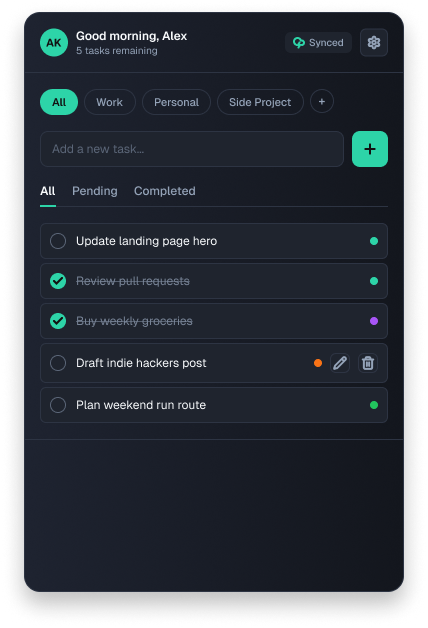 AK
Good morning, Alex
5 tasks remaining
Synced
All
Work
Personal
Side Project
+
Add a new task...
+
All
Pending
Completed
Update landing page hero
Review pull requests
Buy weekly groceries
Draft indie hackers post
Plan weekend run route